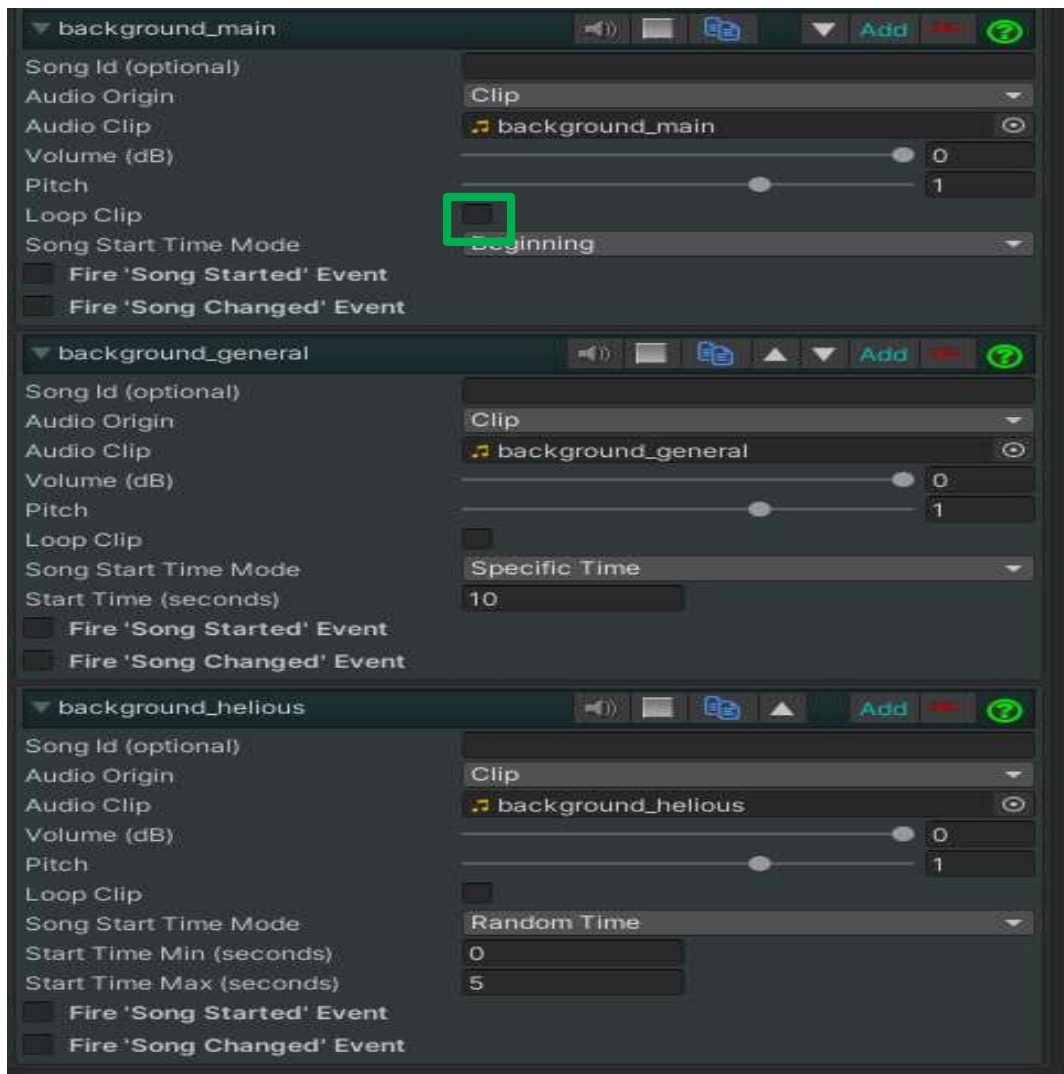 background_main Add
Song Id (optional)
Audio Origin Clip
Audio Clip background_main
Volume (dB) 0
Pitch 1
Loop Clip
Song Start Time Mode Beginning
Fire 'Song Started' Event
Fire 'Song Changed' Event
background_general Add
Song Id (optional)
Audio Origin Clip
Audio Clip background_general
Volume (dB) 0
Pitch 1
Loop Clip
Song Start Time Mode Specific Time
Start Time (seconds) 10
Fire 'Song Started' Event
Fire 'Song Changed' Event
background_helious Add
Song Id (optional)
Audio Origin Clip
Audio Clip background_helious
Volume (dB) 0
Pitch 1
Loop Clip
Song Start Time Mode Random Time
Start Time Min (seconds) 0
Start Time Max (seconds) 5
Fire 'Song Started' Event
Fire 'Song Changed' Event